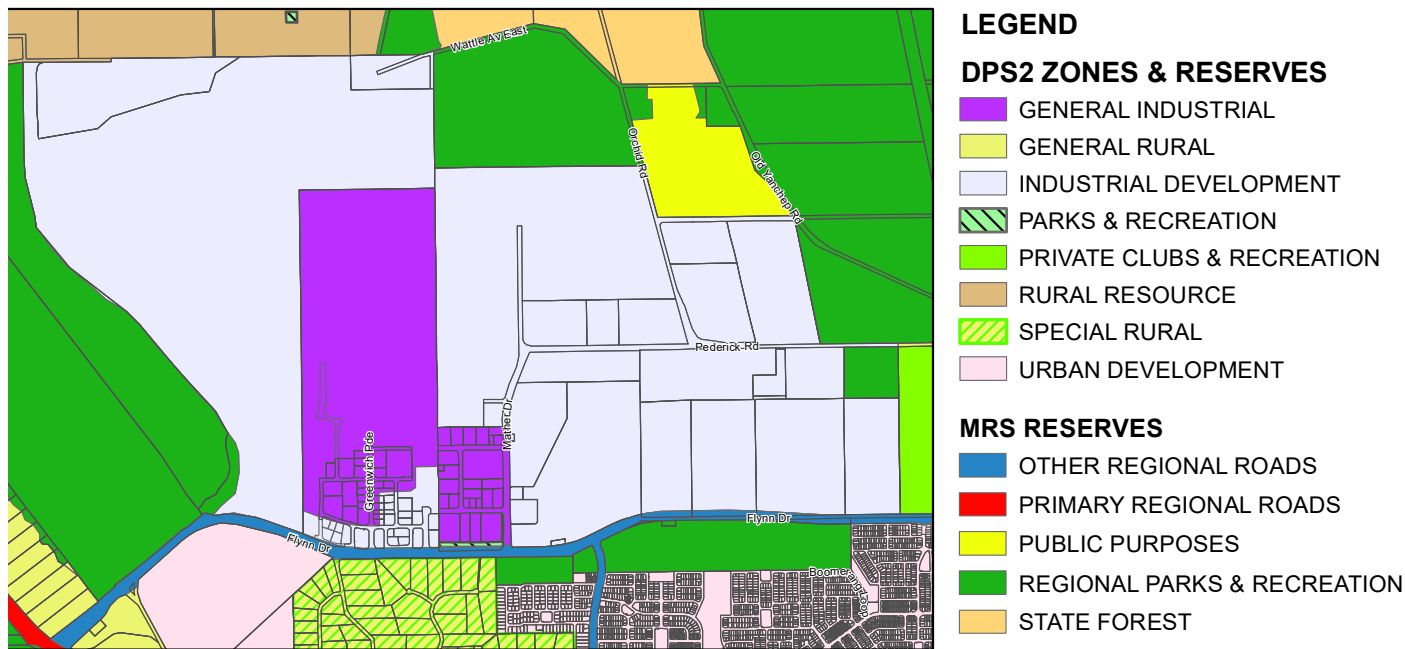 Wattle Av East
Orchid Rd
Old Yanchep Rd
Pederick Rd
Mather Dr
Greenwich Pde
Flynn Dr
Flynn Dr
Boomerang Loop
LEGEND
DPS2 ZONES & RESERVES
GENERAL INDUSTRIAL
GENERAL RURAL
INDUSTRIAL DEVELOPMENT
PARKS & RECREATION
PRIVATE CLUBS & RECREATION
RURAL RESOURCE
SPECIAL RURAL
URBAN DEVELOPMENT
MRS RESERVES
OTHER REGIONAL ROADS
PRIMARY REGIONAL ROADS
PUBLIC PURPOSES
REGIONAL PARKS & RECREATION
STATE FOREST